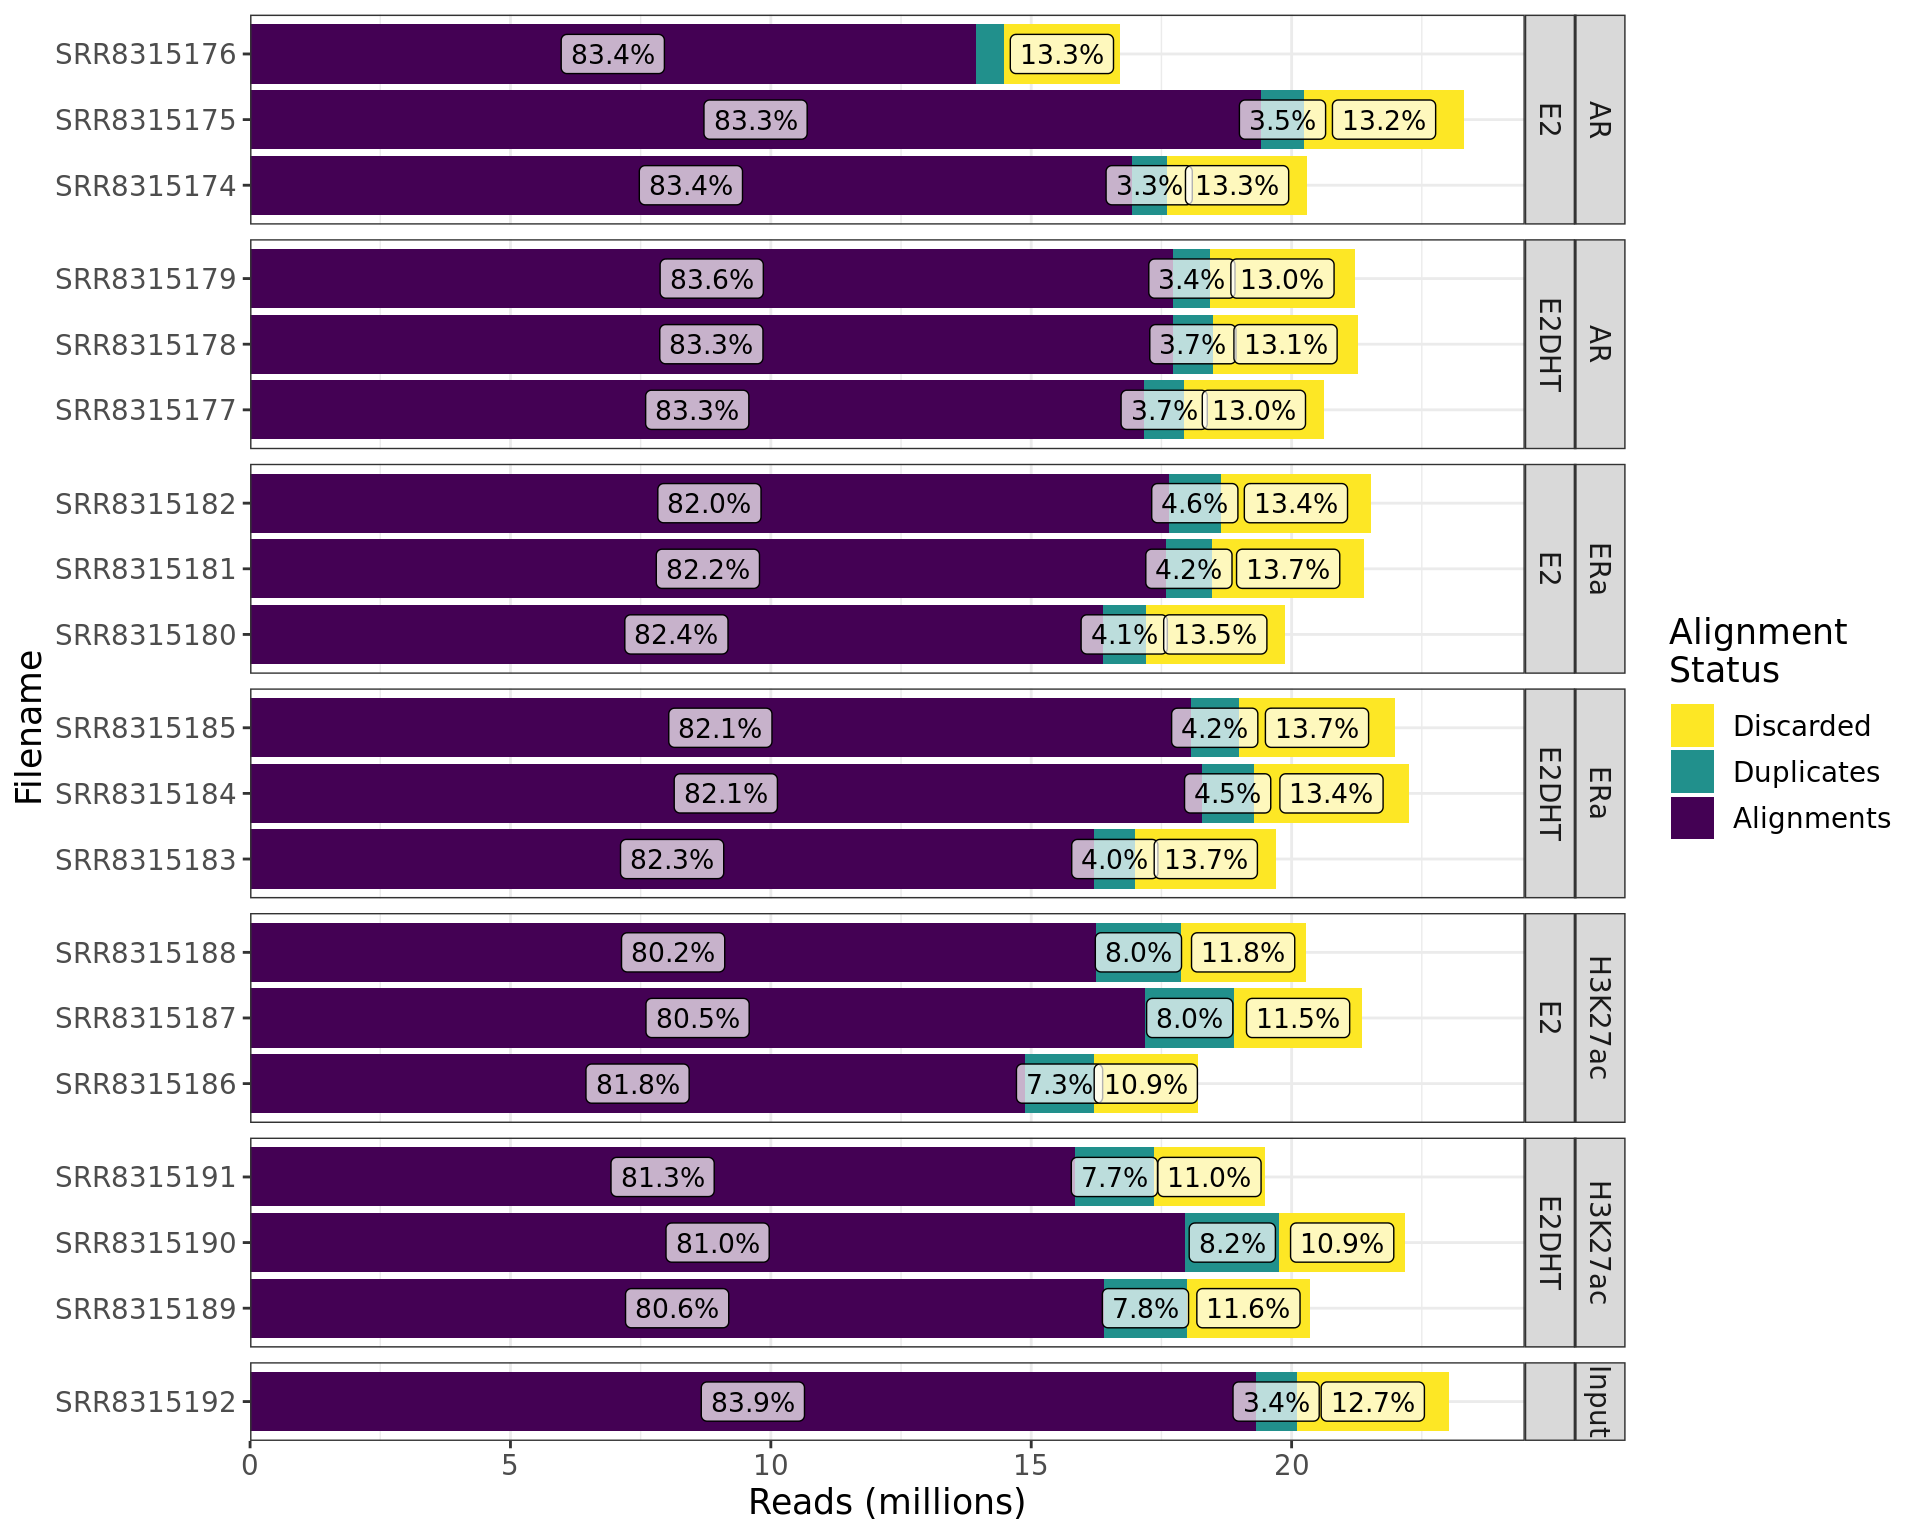 SRR8315176 83.4% 13.3%
SRR8315175 83.3% 3.5% 13.2%
SRR8315174 83.4% 3.3% 13.3%
E2 AR
SRR8315179 83.6% 3.4% 13.0%
SRR8315178 83.3% 3.7% 13.1%
SRR8315177 83.3% 3.7% 13.0%
E2DHT AR
SRR8315182 82.0% 4.6% 13.4%
SRR8315181 82.2% 4.2% 13.7%
SRR8315180 82.4% 4.1% 13.5%
E2 ERa
SRR8315185 82.1% 4.2% 13.7%
SRR8315184 82.1% 4.5% 13.4%
SRR8315183 82.3% 4.0% 13.7%
E2DHT ERa
SRR8315188 80.2% 8.0% 11.8%
SRR8315187 80.5% 8.0% 11.5%
SRR8315186 81.8% 7.3% 10.9%
E2 H3K27ac
SRR8315191 81.3% 7.7% 11.0%
SRR8315190 81.0% 8.2% 10.9%
SRR8315189 80.6% 7.8% 11.6%
E2DHT H3K27ac
SRR8315192 83.9% 3.4% 12.7%
Input
0 5 10 15 20
Reads (millions)
Filename
Alignment
Status
Discarded
Duplicates
Alignments